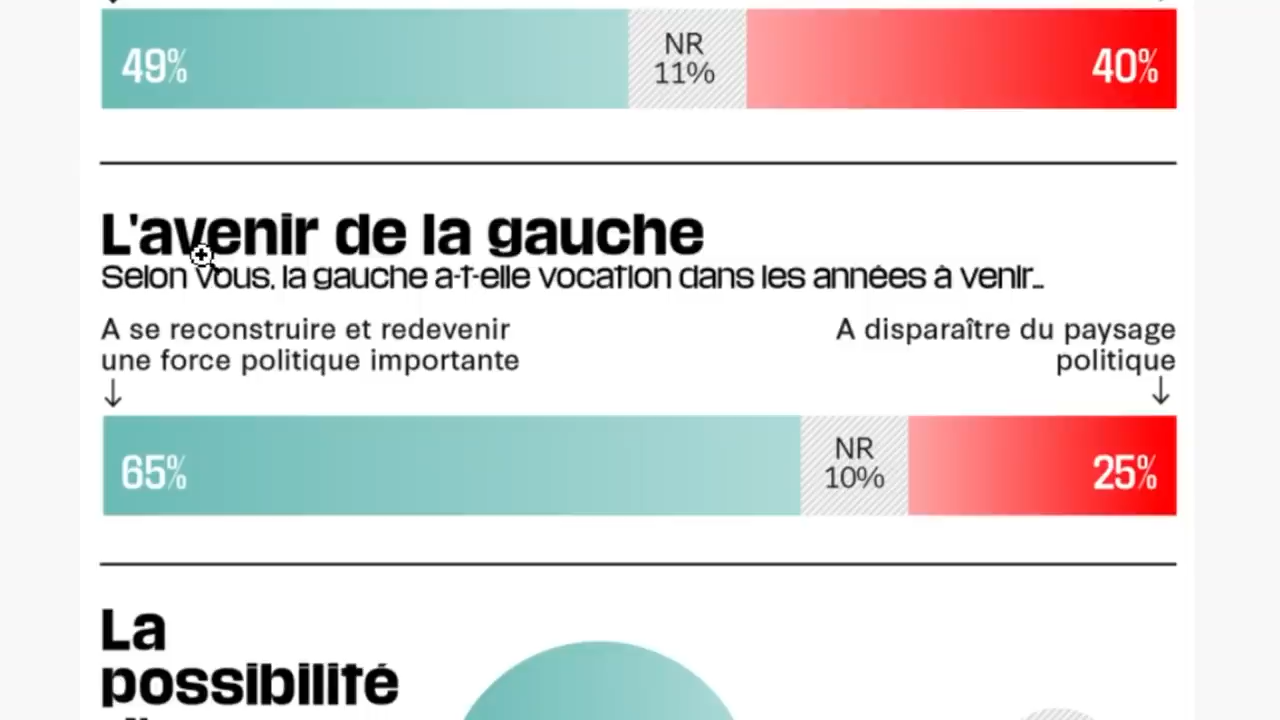 49%
NR
11%
40%
L'avenir de la gauche
Selon vous, la gauche a-t-elle vocation dans les années à venir...
A se reconstruire et redevenir
une force politique importante
A disparaître du paysage
politique
65%
NR
10%
25%
La
possibilité